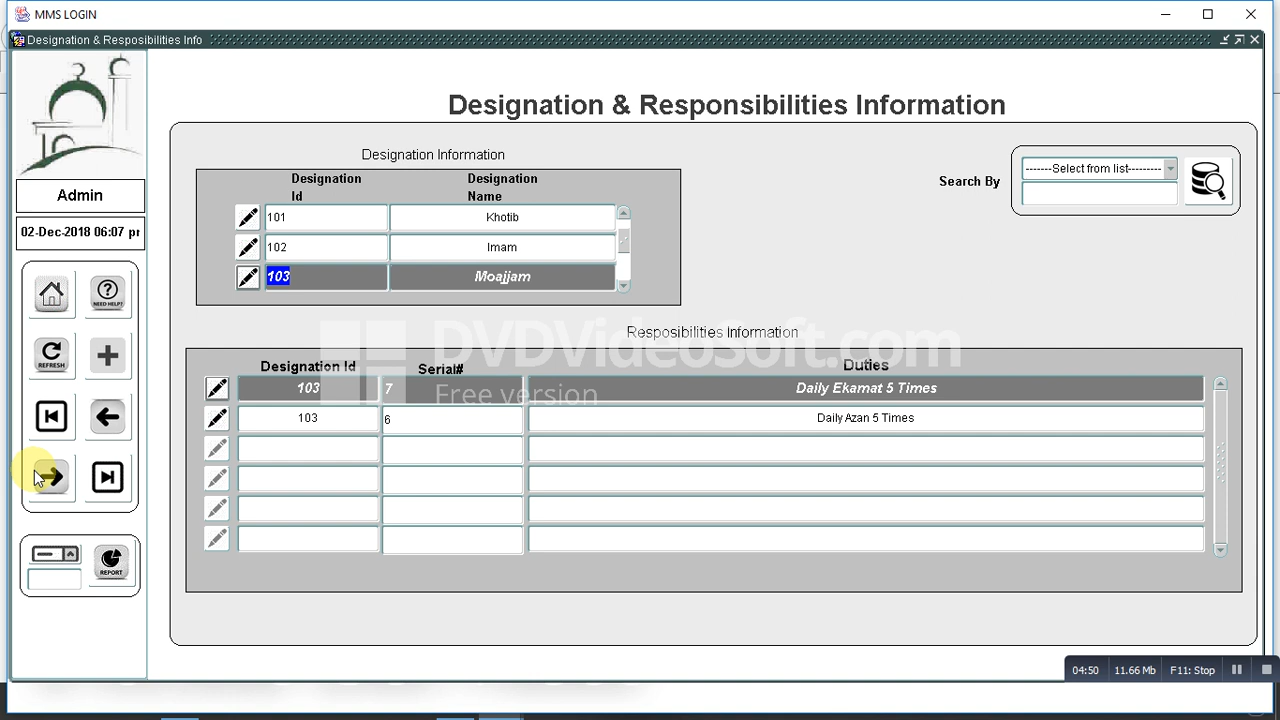 MMS LOGIN
Designation & Resposibilities Info
Designation & Responsibilities Information
Designation Information
Designation Id
Designation Name
101 Khotib
102 Imam
103 Moajjam
Search By
-------Select from list---------
Admin
02-Dec-2018 06:07 pr
NEED HELP?
REFRESH
REPORT
Resposibilities Information
Designation Id Serial# Duties
103 7 Daily Ekamat 5 Times
103 6 Daily Azan 5 Times
DVDVideoSoft.com
Free version
04:50 11.66 Mb F11: Stop